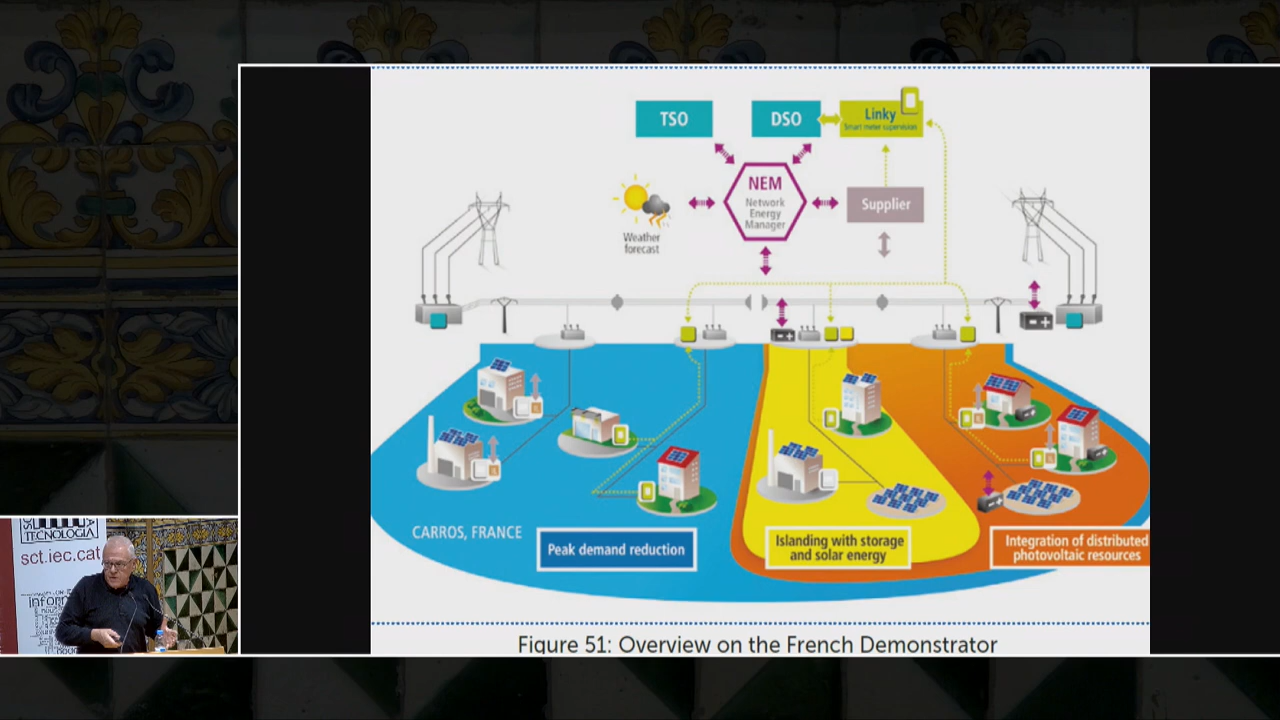 TSO
DSO
Linky
Smart meter supervision
NEM
Network
Energy
Manager
Supplier
Weather
forecast
CARROS, FRANCE
Peak demand reduction
Islanding with storage
and solar energy
Integration of distributed
photovoltaic resources
Figure 51: Overview on the French Demonstrator
TECNOLOGIA
sct.iec.cat